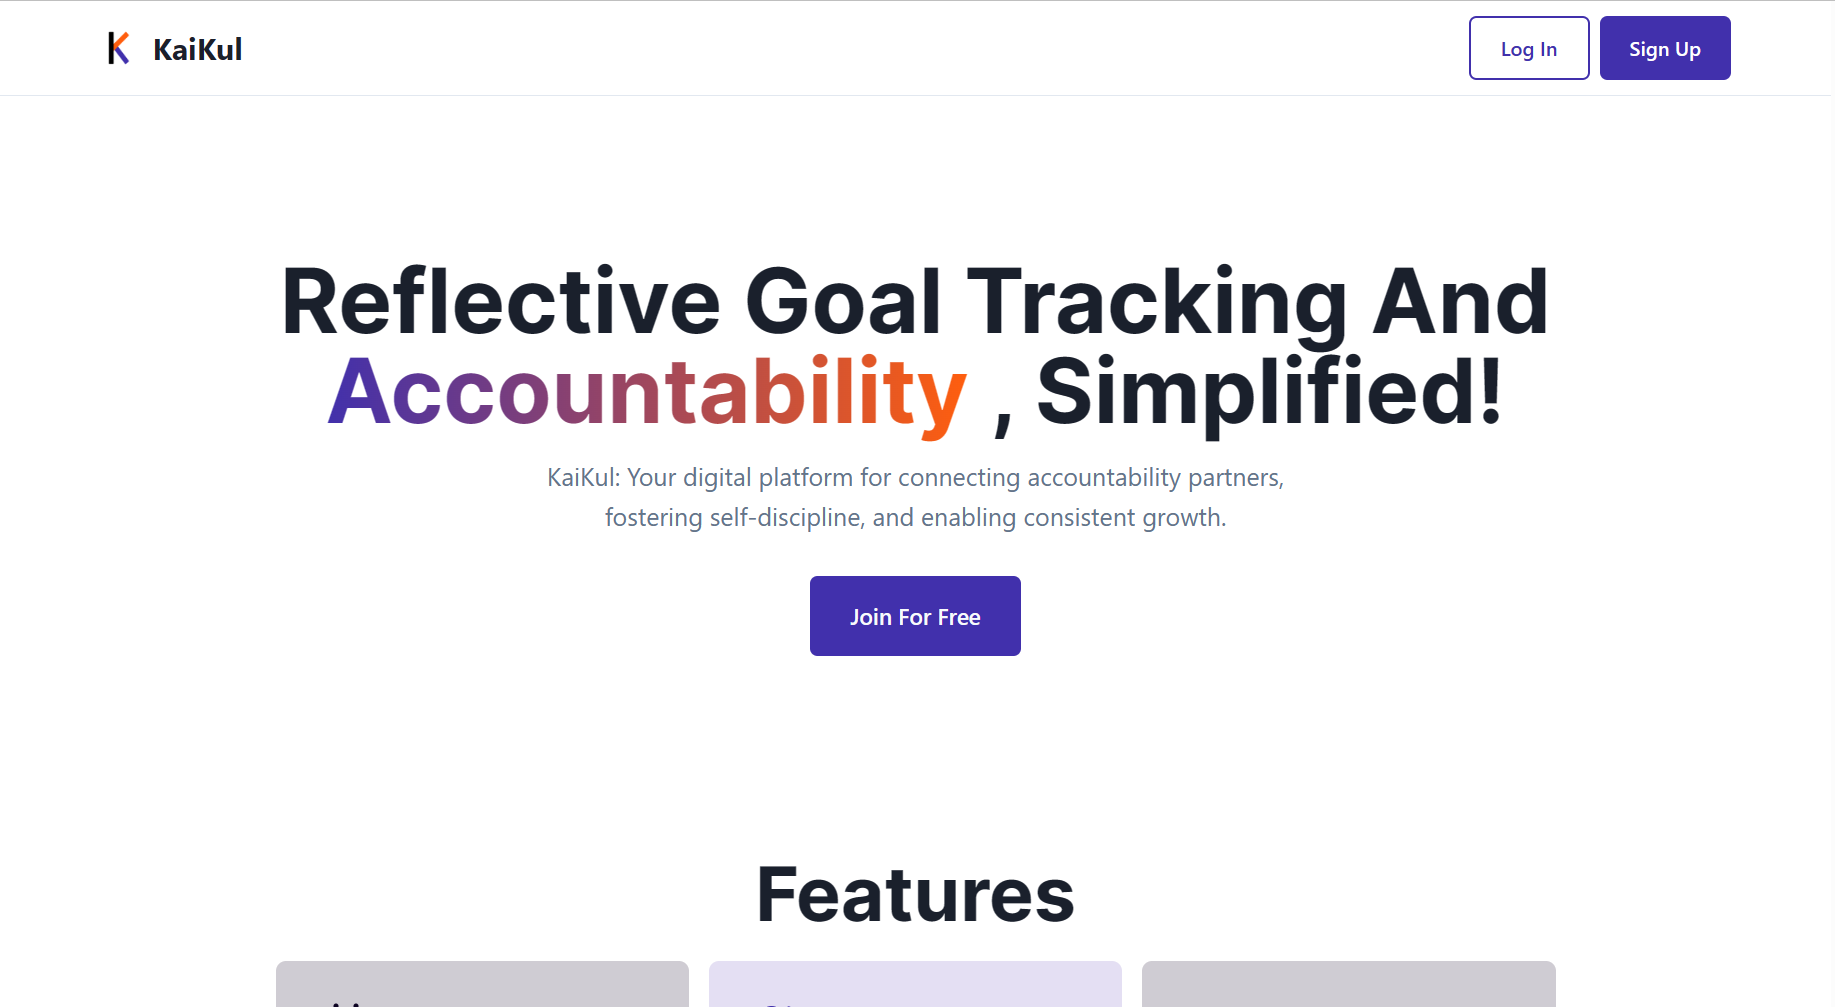 KaiKul
Log In
Sign Up
Reflective Goal Tracking And
Accountability , Simplified!
KaiKul: Your digital platform for connecting accountability partners,
fostering self-discipline, and enabling consistent growth.
Join For Free
Features